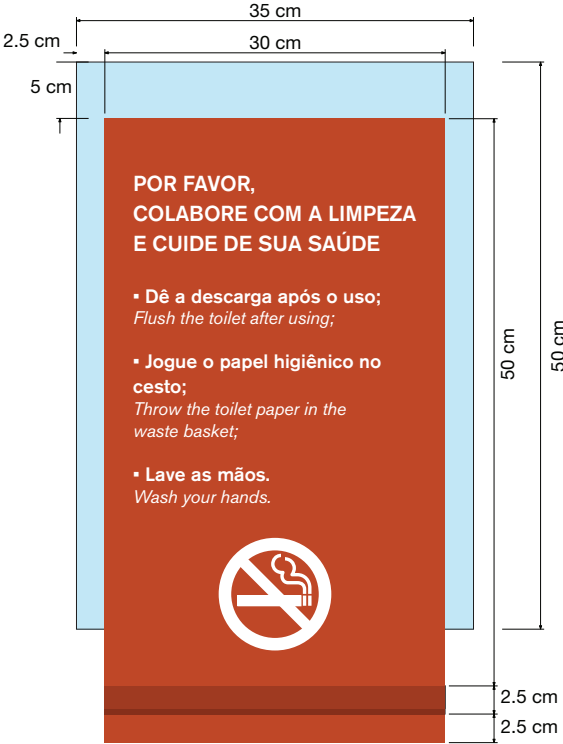 35 cm
2.5 cm
30 cm
5 cm
POR FAVOR,
COLABORE COM A LIMPEZA
E CUIDE DE SUA SAÚDE
▪ Dê a descarga após o uso;
Flush the toilet after using;
▪ Jogue o papel higiênico no
cesto;
Throw the toilet paper in the
waste basket;
▪ Lave as mãos.
Wash your hands.
50 cm
50 cm
2.5 cm
2.5 cm